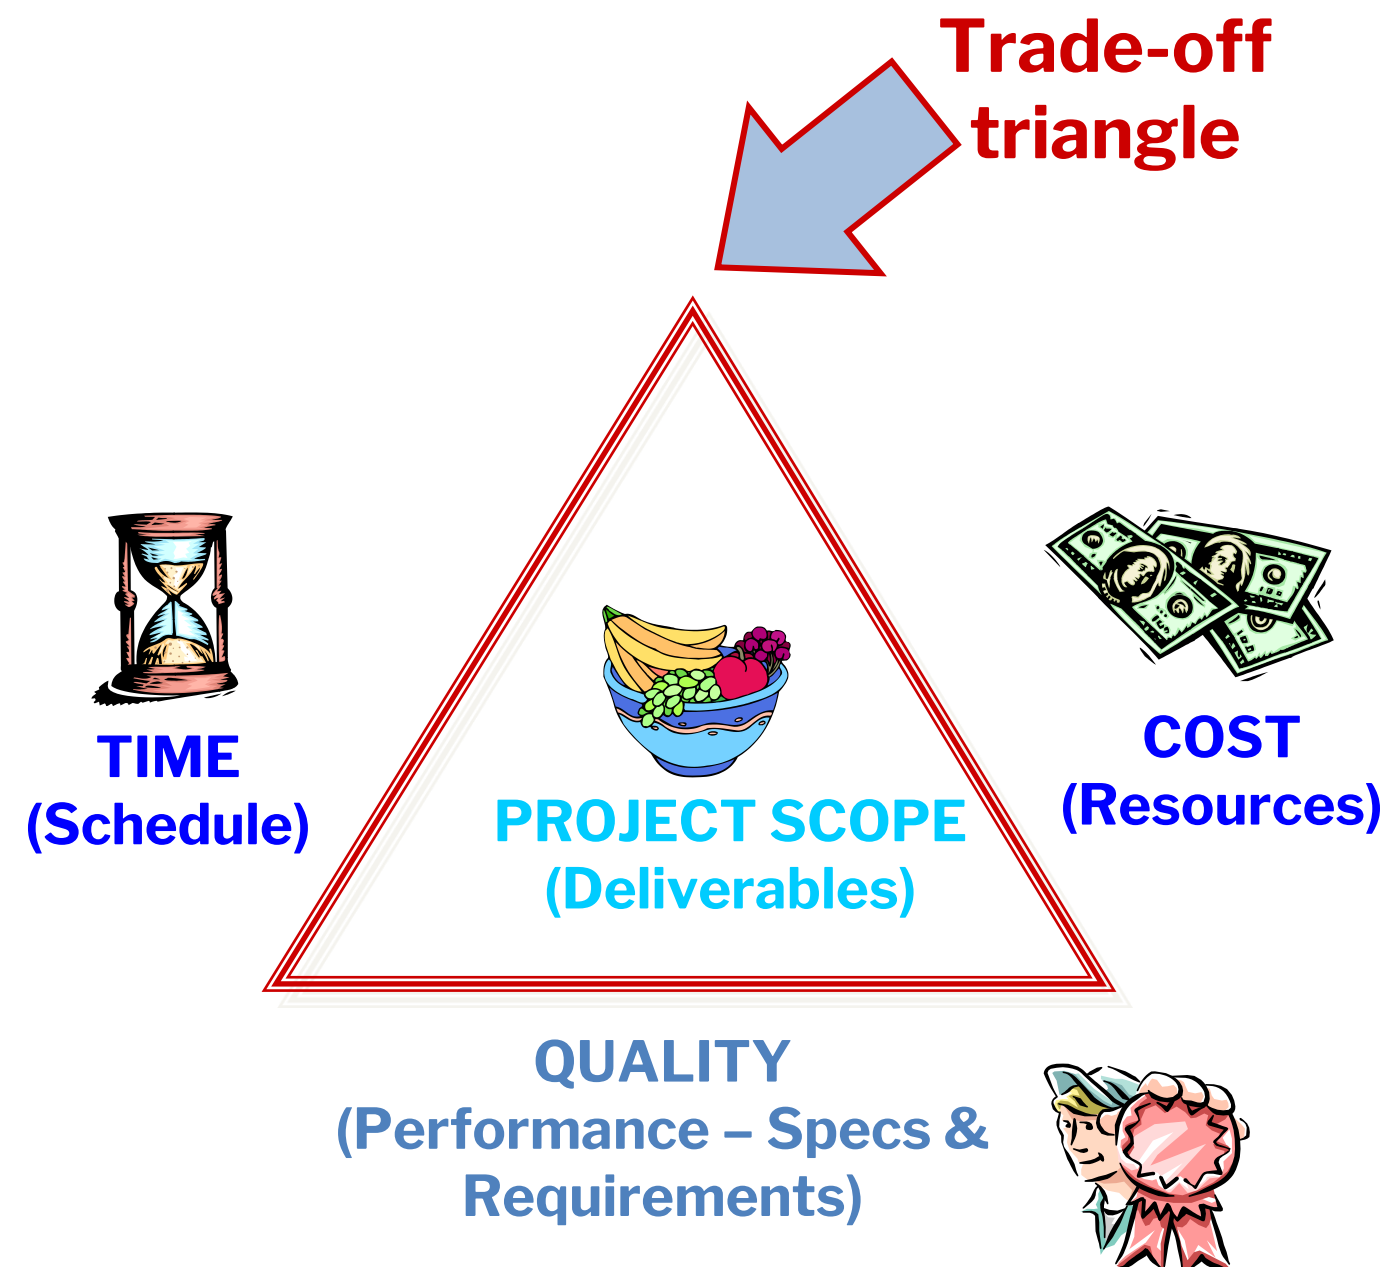 Trade-off
triangle
TIME
(Schedule)
COST
(Resources)
PROJECT SCOPE
(Deliverables)
QUALITY
(Performance – Specs &
Requirements)